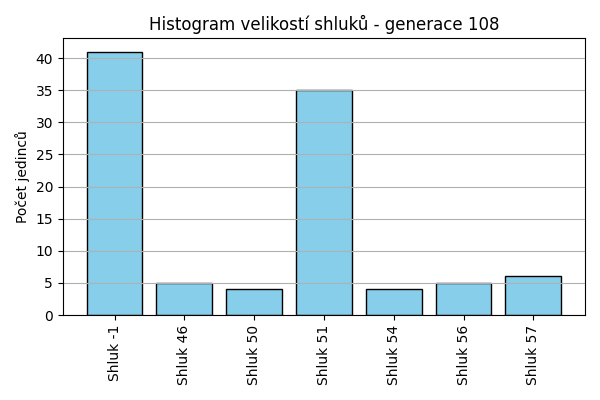 Histogram velikostí shluků - generace 108
Počet jedinců
40
35
30
25
20
15
10
5
0
Shluk -1
Shluk 46
Shluk 50
Shluk 51
Shluk 54
Shluk 56
Shluk 57